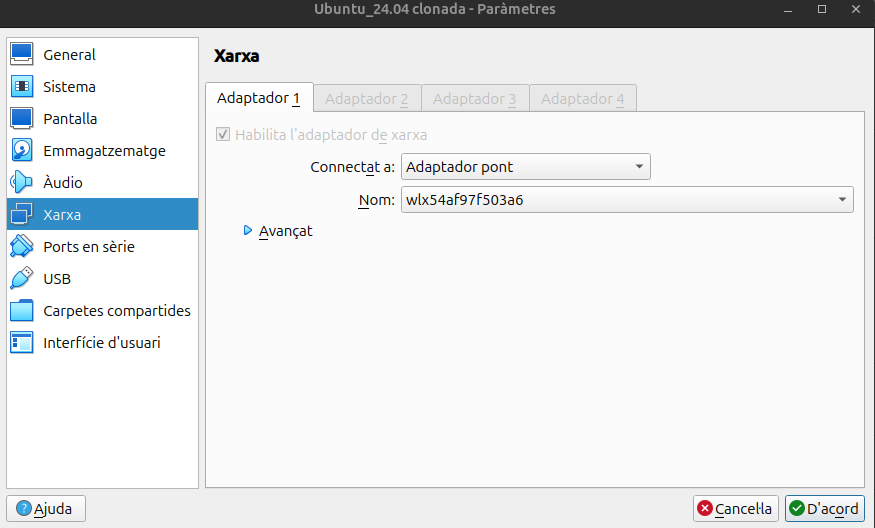 Ubuntu_24.04 clonada - Paràmetres
General
Sistema
Pantalla
Emmagatzematge
Àudio
Xarxa
Ports en sèrie
USB
Carpetes compartides
Interfície d'usuari
Xarxa
Adaptador 1 Adaptador 2 Adaptador 3 Adaptador 4
Habilita l'adaptador de xarxa
Connectat a: Adaptador pont
Nom: wlx54af97f503a6
Avançat
Ajuda
Cancel·la
D'acord